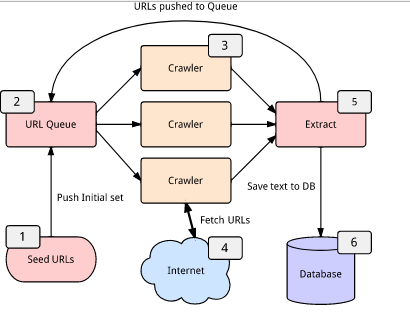 URLs pushed to Queue
3
Crawler
2
5
URL Queue
Crawler
Extract
Crawler
Save text to DB
Push Initial set
Fetch URLs
1
4
6
Seed URLs
Internet
Database